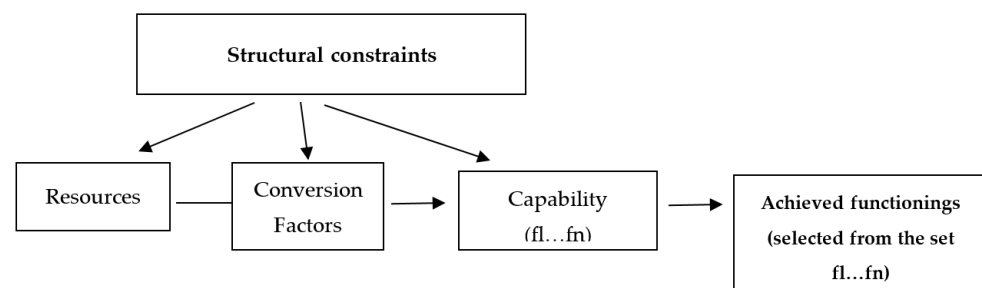 Structural constraints
Resources
Conversion
Factors
Capability
(fl…fn)
Achieved functionings
(selected from the set
fl…fn)